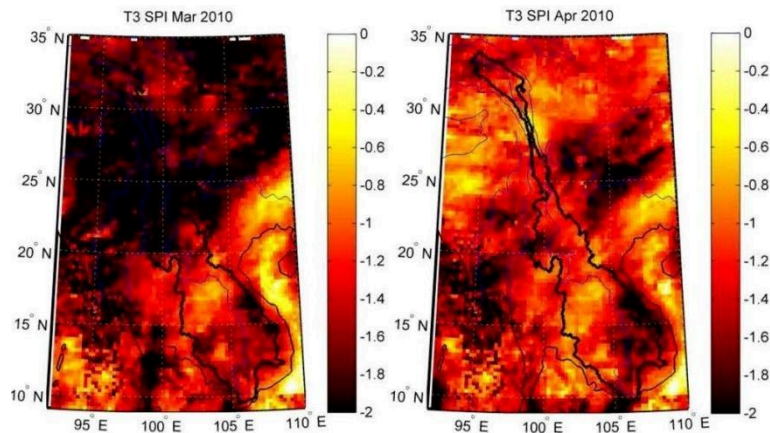 T3 SPI Mar 2010
35° N
30° N
25° N
20° N
15° N
10° N
95° E
100° E
105° E
110° E
0
-0.2
-0.4
-0.6
-0.8
-1
-1.2
-1.4
-1.6
-1.8
-2
T3 SPI Apr 2010
35° N
30° N
25° N
20° N
15° N
10° N
95° E
100° E
105° E
110° E
0
-0.2
-0.4
-0.6
-0.8
-1
-1.2
-1.4
-1.6
-1.8
-2